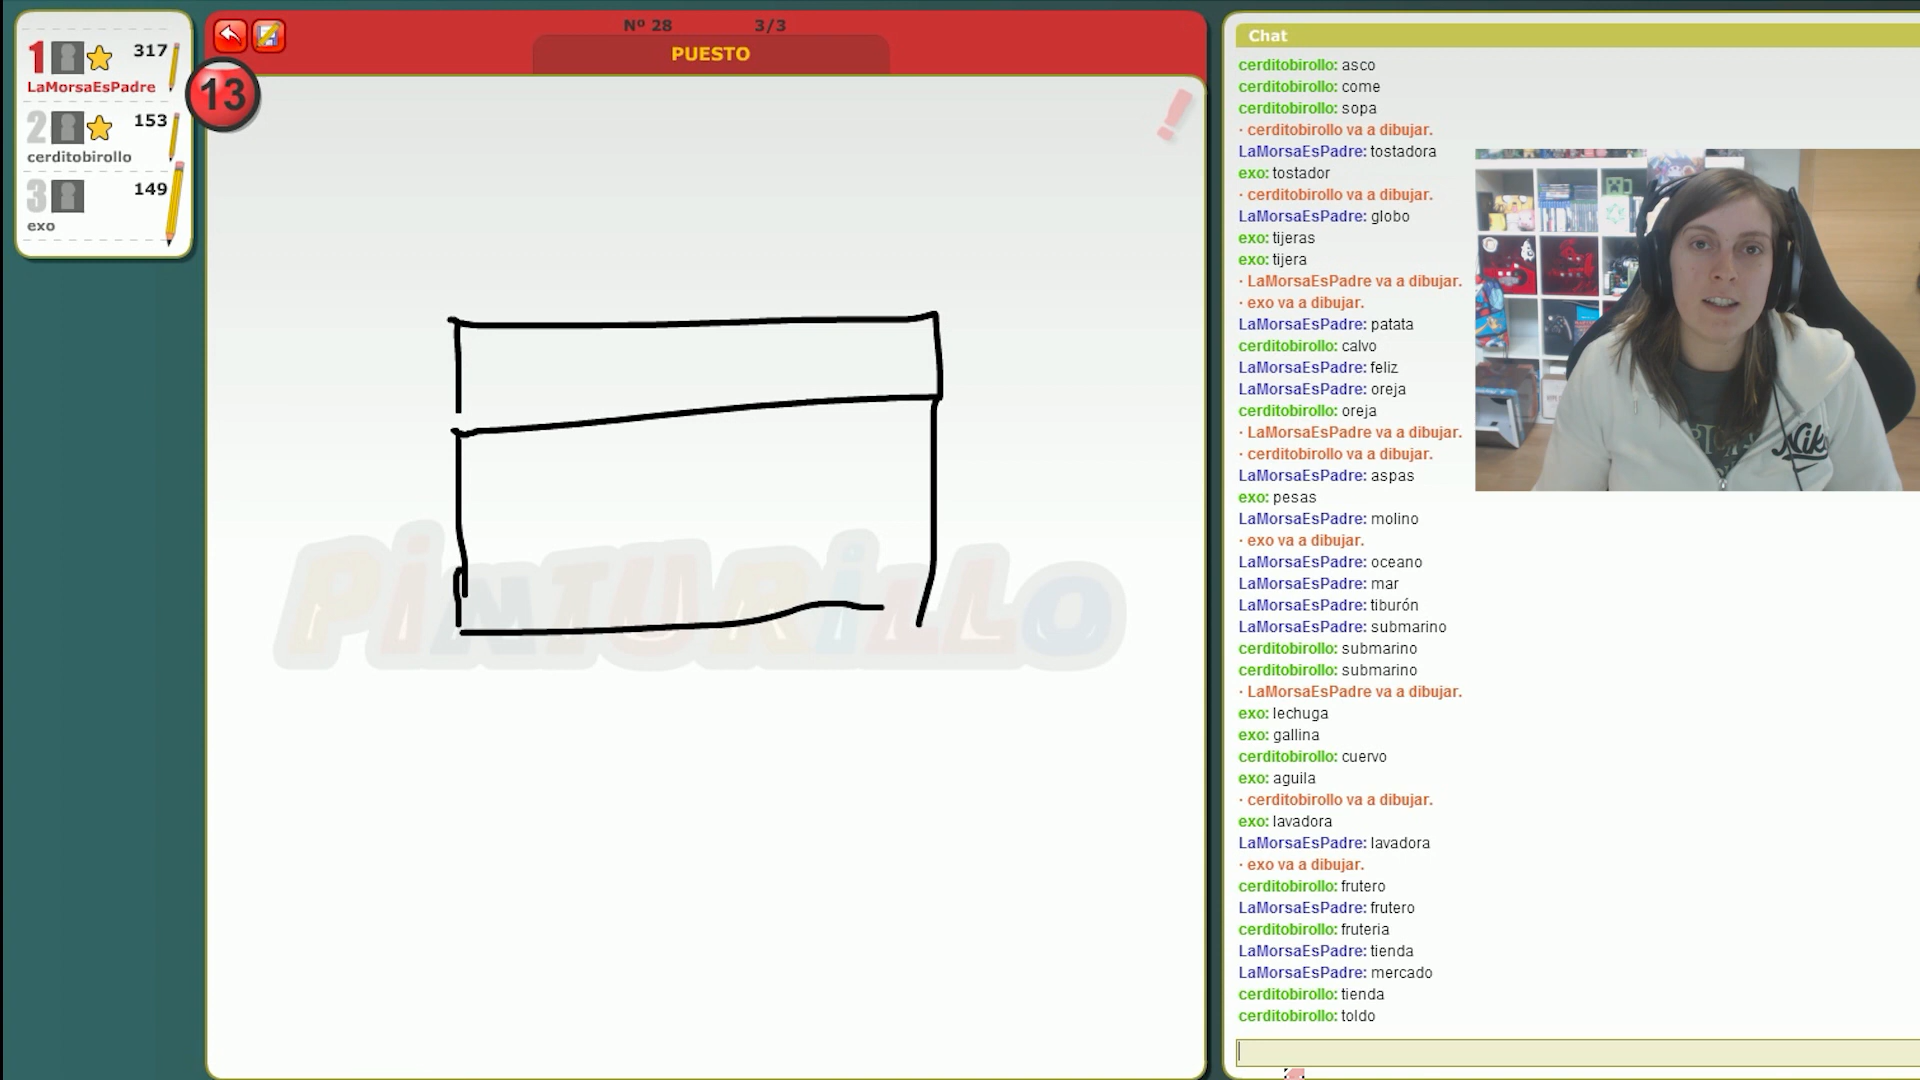 1 317
LaMorsaEsPadre
2 153
cerditobirollo
3 149
exo
13
Nº 28 3/3
PUESTO
PINTURILLO
Chat
cerditobirollo: asco
cerditobirollo: come
cerditobirollo: sopa
· cerditobirollo va a dibujar.
LaMorsaEsPadre: tostadora
exo: tostador
· cerditobirollo va a dibujar.
LaMorsaEsPadre: globo
exo: tijeras
exo: tijera
· LaMorsaEsPadre va a dibujar.
· exo va a dibujar.
LaMorsaEsPadre: patata
cerditobirollo: calvo
LaMorsaEsPadre: feliz
LaMorsaEsPadre: oreja
cerditobirollo: oreja
· LaMorsaEsPadre va a dibujar.
· cerditobirollo va a dibujar.
LaMorsaEsPadre: aspas
exo: pesas
LaMorsaEsPadre: molino
· exo va a dibujar.
LaMorsaEsPadre: oceano
LaMorsaEsPadre: mar
LaMorsaEsPadre: tiburón
LaMorsaEsPadre: submarino
cerditobirollo: submarino
cerditobirollo: submarino
· LaMorsaEsPadre va a dibujar.
exo: lechuga
exo: gallina
cerditobirollo: cuervo
exo: aguila
· cerditobirollo va a dibujar.
exo: lavadora
LaMorsaEsPadre: lavadora
· exo va a dibujar.
cerditobirollo: frutero
LaMorsaEsPadre: frutero
cerditobirollo: fruteria
LaMorsaEsPadre: tienda
LaMorsaEsPadre: mercado
cerditobirollo: tienda
cerditobirollo: toldo